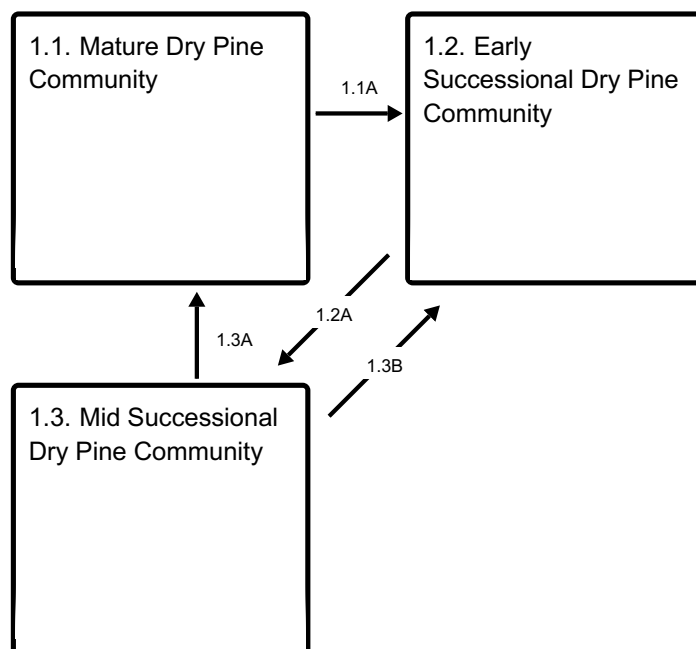 1.1. Mature Dry Pine
Community
1.1A
1.2. Early
Successional Dry Pine
Community
1.2A
1.3A
1.3B
1.3. Mid Successional
Dry Pine Community